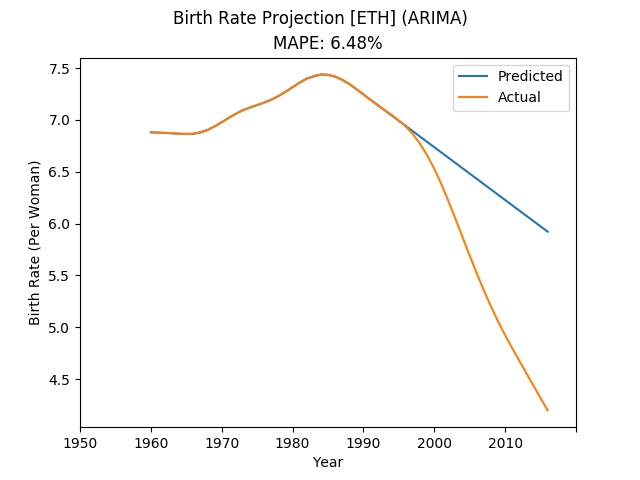 Birth Rate Projection [ETH] (ARIMA)
MAPE: 6.48%
Predicted
Actual
7.5
7.0
6.5
6.0
5.5
5.0
4.5
Birth Rate (Per Woman)
1950 1960 1970 1980 1990 2000 2010
Year